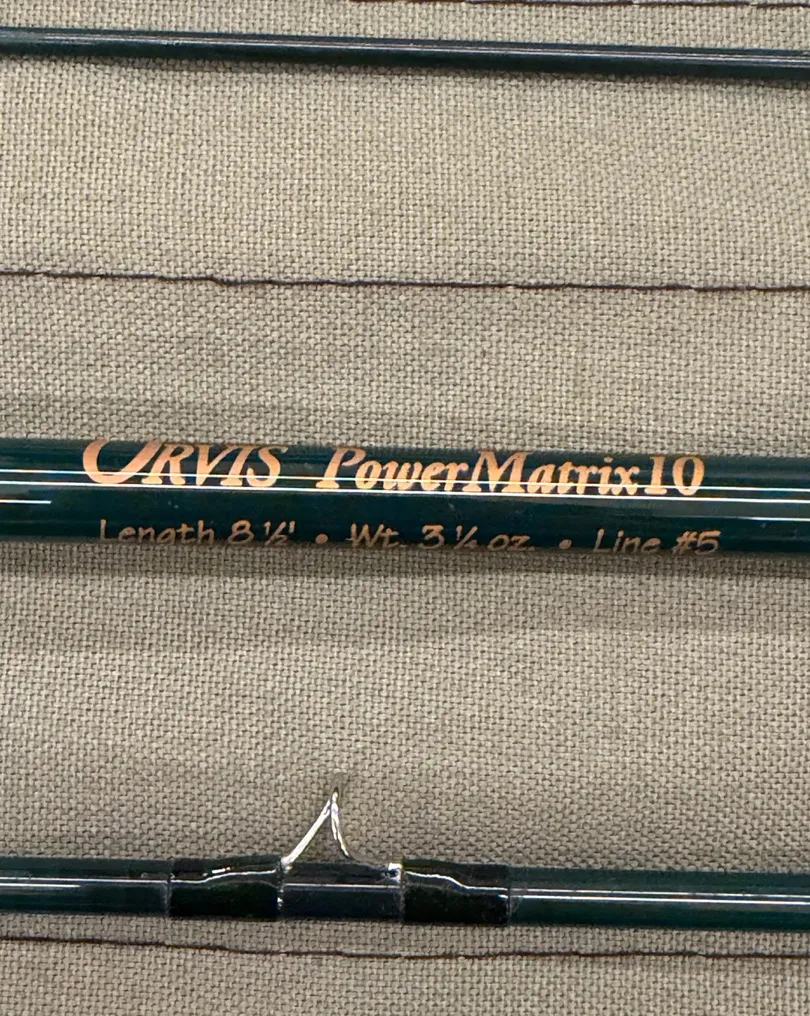 ORVIS PowerMatrix10
Length 8 ½' • Wt. 3 ¼ oz. • Line #5